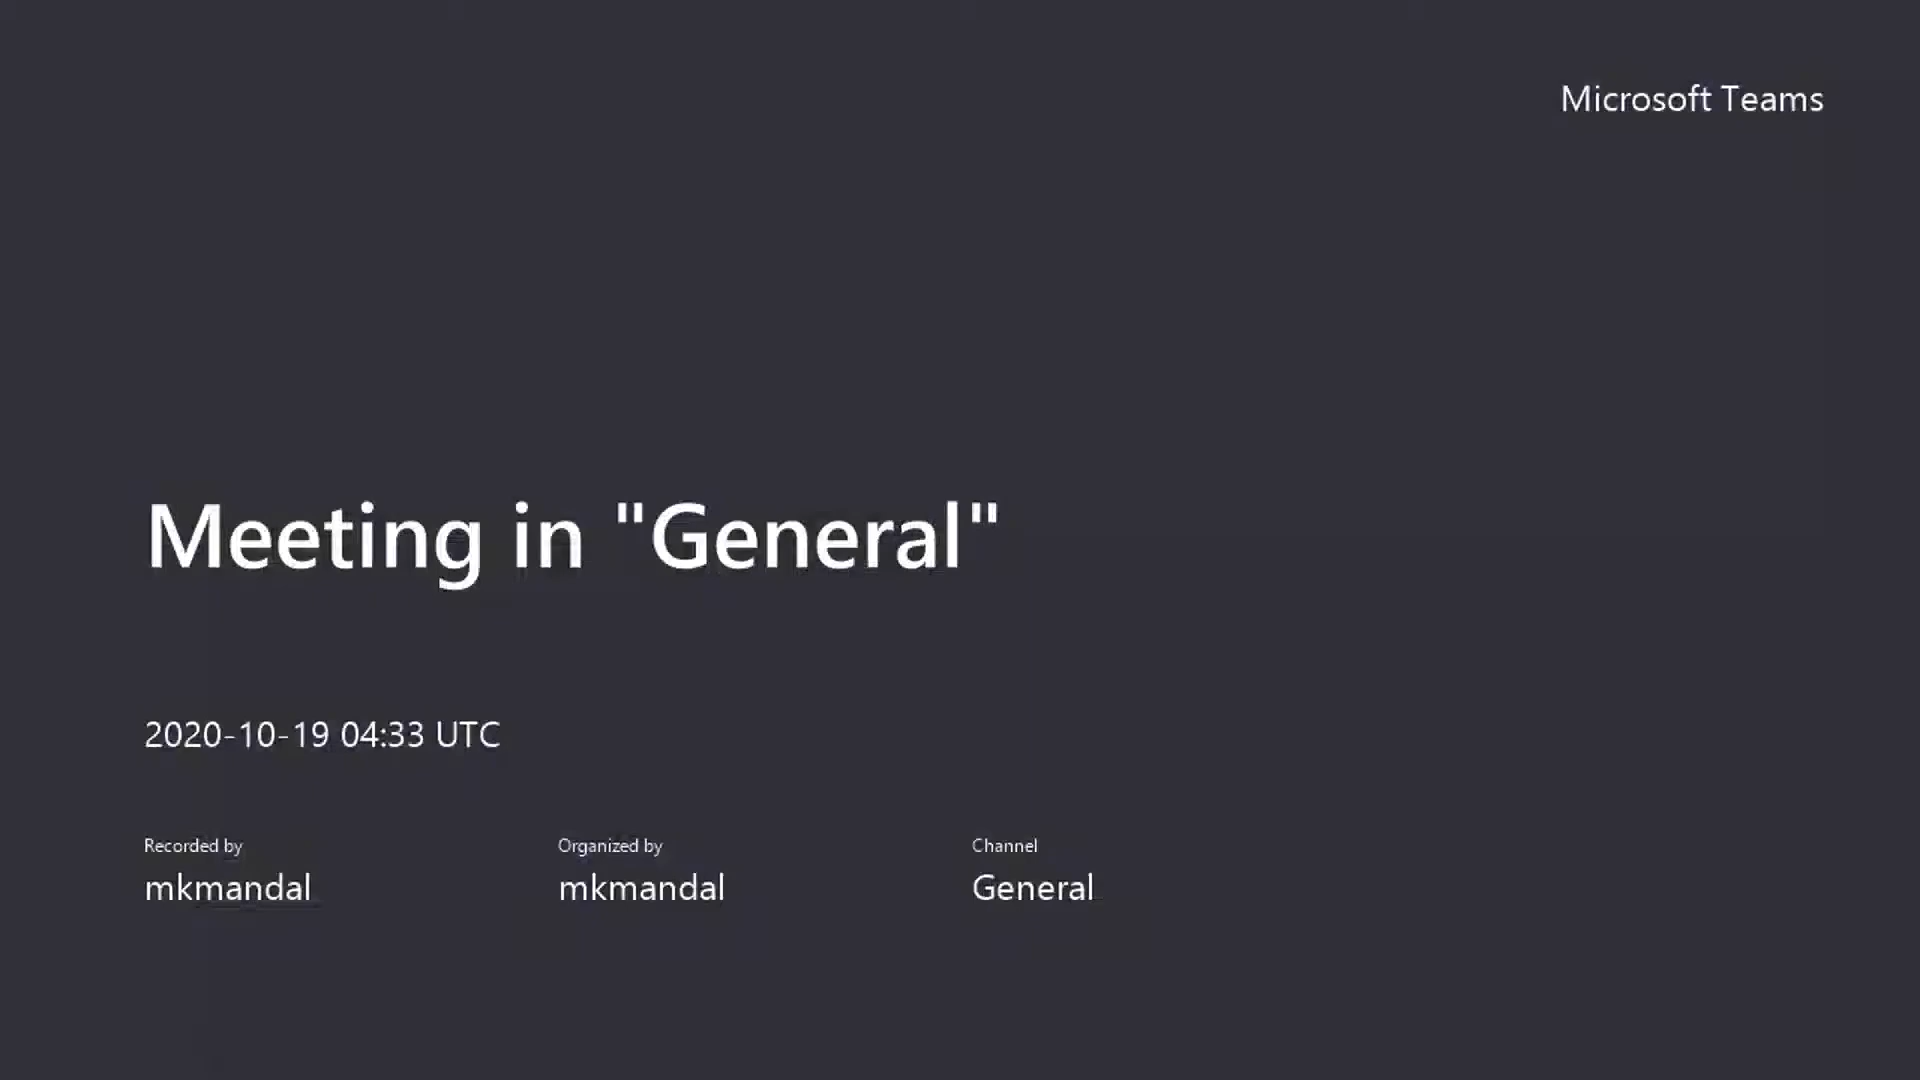 Microsoft Teams
Meeting in "General"
2020-10-19 04:33 UTC
Recorded by
mkmandal
Organized by
mkmandal
Channel
General